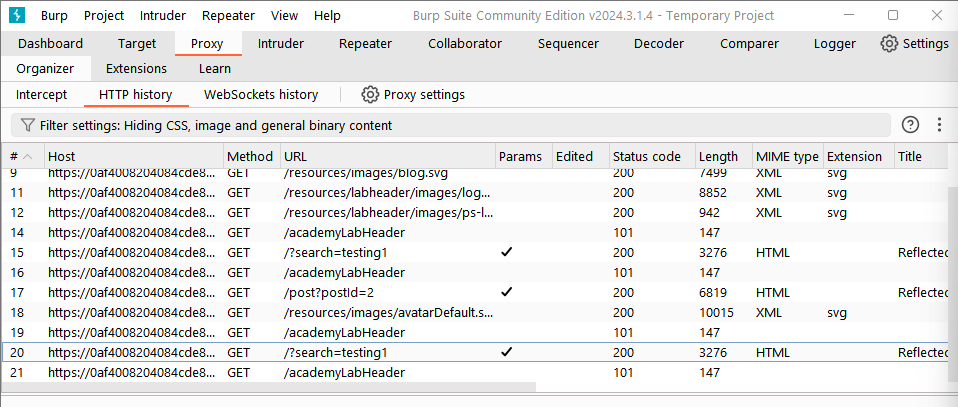 Burp Project Intruder Repeater View Help Burp Suite Community Edition v2024.3.1.4 - Temporary Project
Dashboard Target Proxy Intruder Repeater Collaborator Sequencer Decoder Comparer Logger Settings
Organizer Extensions Learn
Intercept HTTP history WebSockets history Proxy settings
Filter settings: Hiding CSS, image and general binary content
# Host Method URL Params Edited Status code Length MIME type Extension Title
9 https://0af4008204084cde8... GET /resources/images/blog.svg 200 7499 XML svg
11 https://0af4008204084cde8... GET /resources/labheader/images/log... 200 8852 XML svg
12 https://0af4008204084cde8... GET /resources/labheader/images/ps-l... 200 942 XML svg
14 https://0af4008204084cde8... GET /academyLabHeader 101 147
15 https://0af4008204084cde8... GET /?search=testing1 ✓ 200 3276 HTML Reflected
16 https://0af4008204084cde8... GET /academyLabHeader 101 147
17 https://0af4008204084cde8... GET /post?postId=2 ✓ 200 6819 HTML Reflected
18 https://0af4008204084cde8... GET /resources/images/avatarDefault.s... 200 10015 XML svg
19 https://0af4008204084cde8... GET /academyLabHeader 101 147
20 https://0af4008204084cde8... GET /?search=testing1 ✓ 200 3276 HTML Reflected
21 https://0af4008204084cde8... GET /academyLabHeader 101 147